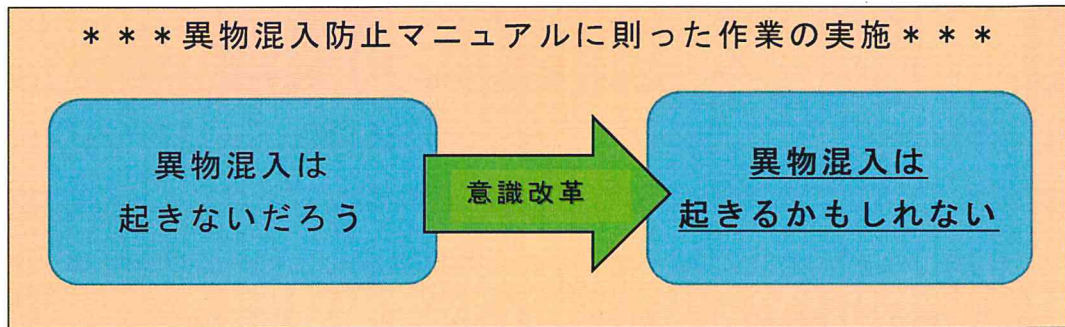 ＊＊＊異物混入防止マニュアルに則った作業の実施＊＊＊
異物混入は
起きないだろう
意識改革
異物混入は
起きるかもしれない